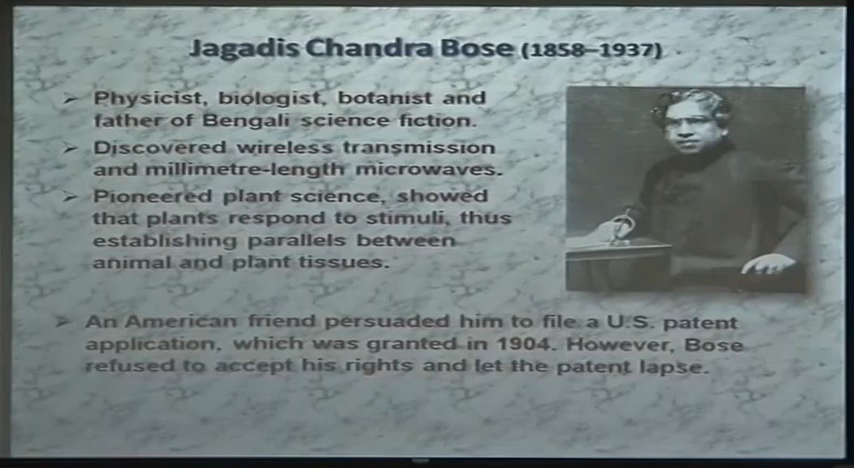 Jagadis Chandra Bose (1858–1937)
➢ Physicist, biologist, botanist and
father of Bengali science fiction.
➢ Discovered wireless transmission
and millimetre-length microwaves.
➢ Pioneered plant science, showed
that plants respond to stimuli, thus
establishing parallels between
animal and plant tissues.
➢ An American friend persuaded him to file a U.S. patent
application, which was granted in 1904. However, Bose
refused to accept his rights and let the patent lapse.